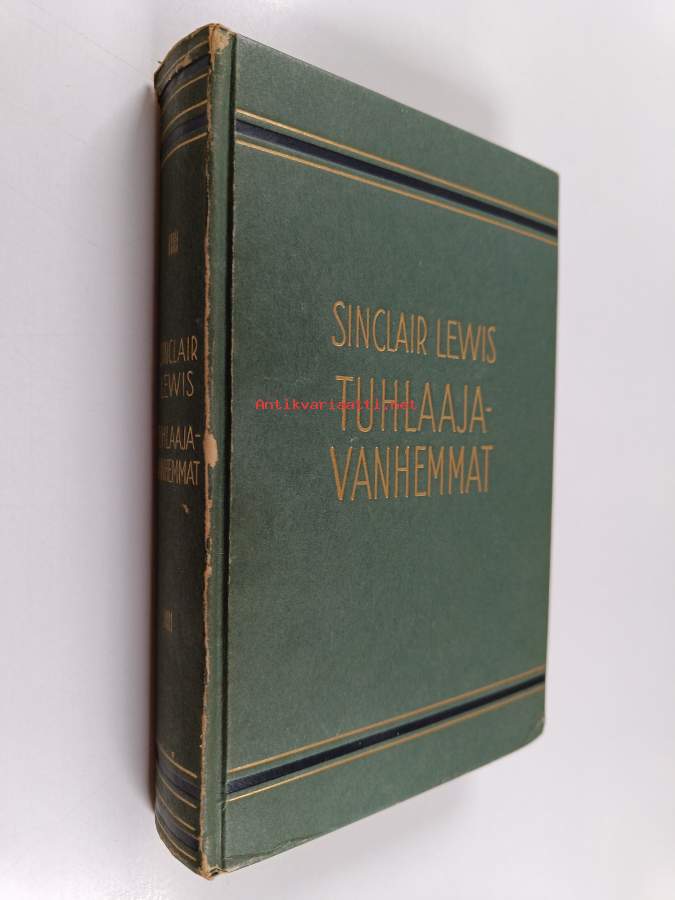 SINCLAIR
LEWIS
TUHLAAJA-
VANHEMMAT
SINCLAIR LEWIS
Antikvariaatti.net
TUHLAAJA-
VANHEMMAT